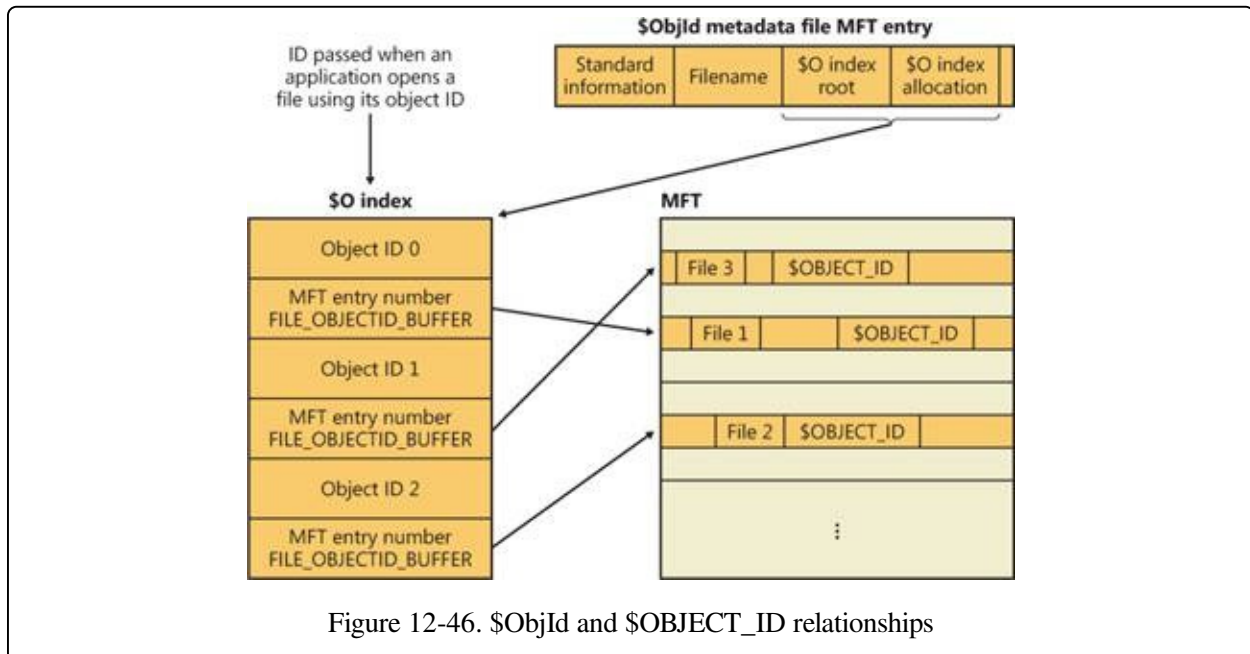 $ObjId metadata file MFT entry
ID passed when an
application opens a
file using its object ID
Standard
information
Filename
$O index
root
$O index
allocation
$O index
MFT
Object ID 0
MFT entry number
FILE_OBJECTID_BUFFER
Object ID 1
MFT entry number
FILE_OBJECTID_BUFFER
Object ID 2
MFT entry number
FILE_OBJECTID_BUFFER
File 3
$OBJECT_ID
File 1
$OBJECT_ID
File 2
$OBJECT_ID
⋮
Figure 12-46. $ObjId and $OBJECT_ID relationships